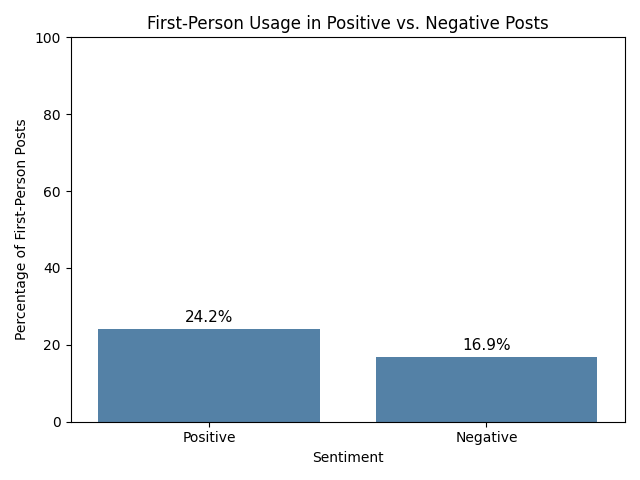 First-Person Usage in Positive vs. Negative Posts
Percentage of First-Person Posts
100
80
60
40
20
0
24.2%
16.9%
Positive
Negative
Sentiment